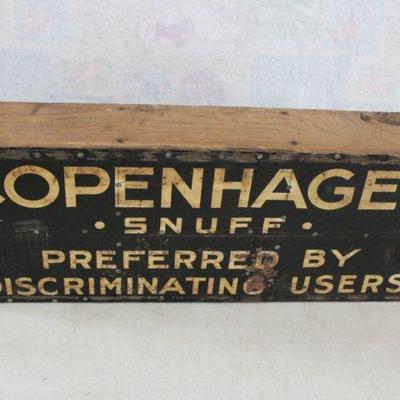 COPENHAGE
· SNUFF ·
PREFERRED BY
DISCRIMINATING USERS